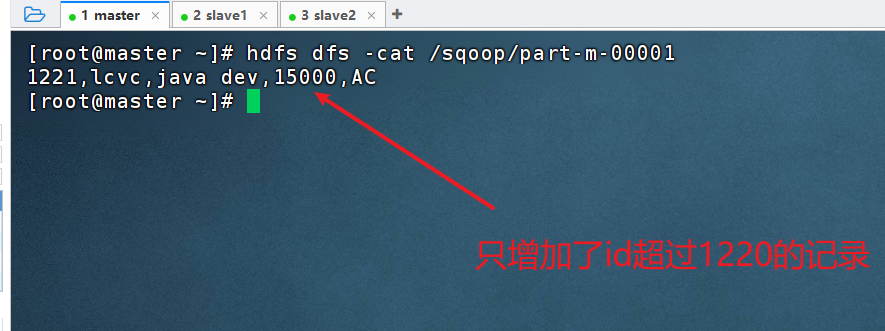 1 master × 2 slave1 × 3 slave2 × +
[root@master ~]# hdfs dfs -cat /sqoop/part-m-00001
1221,lcvc,java dev,15000,AC
[root@master ~]#
只增加了id超过1220的记录